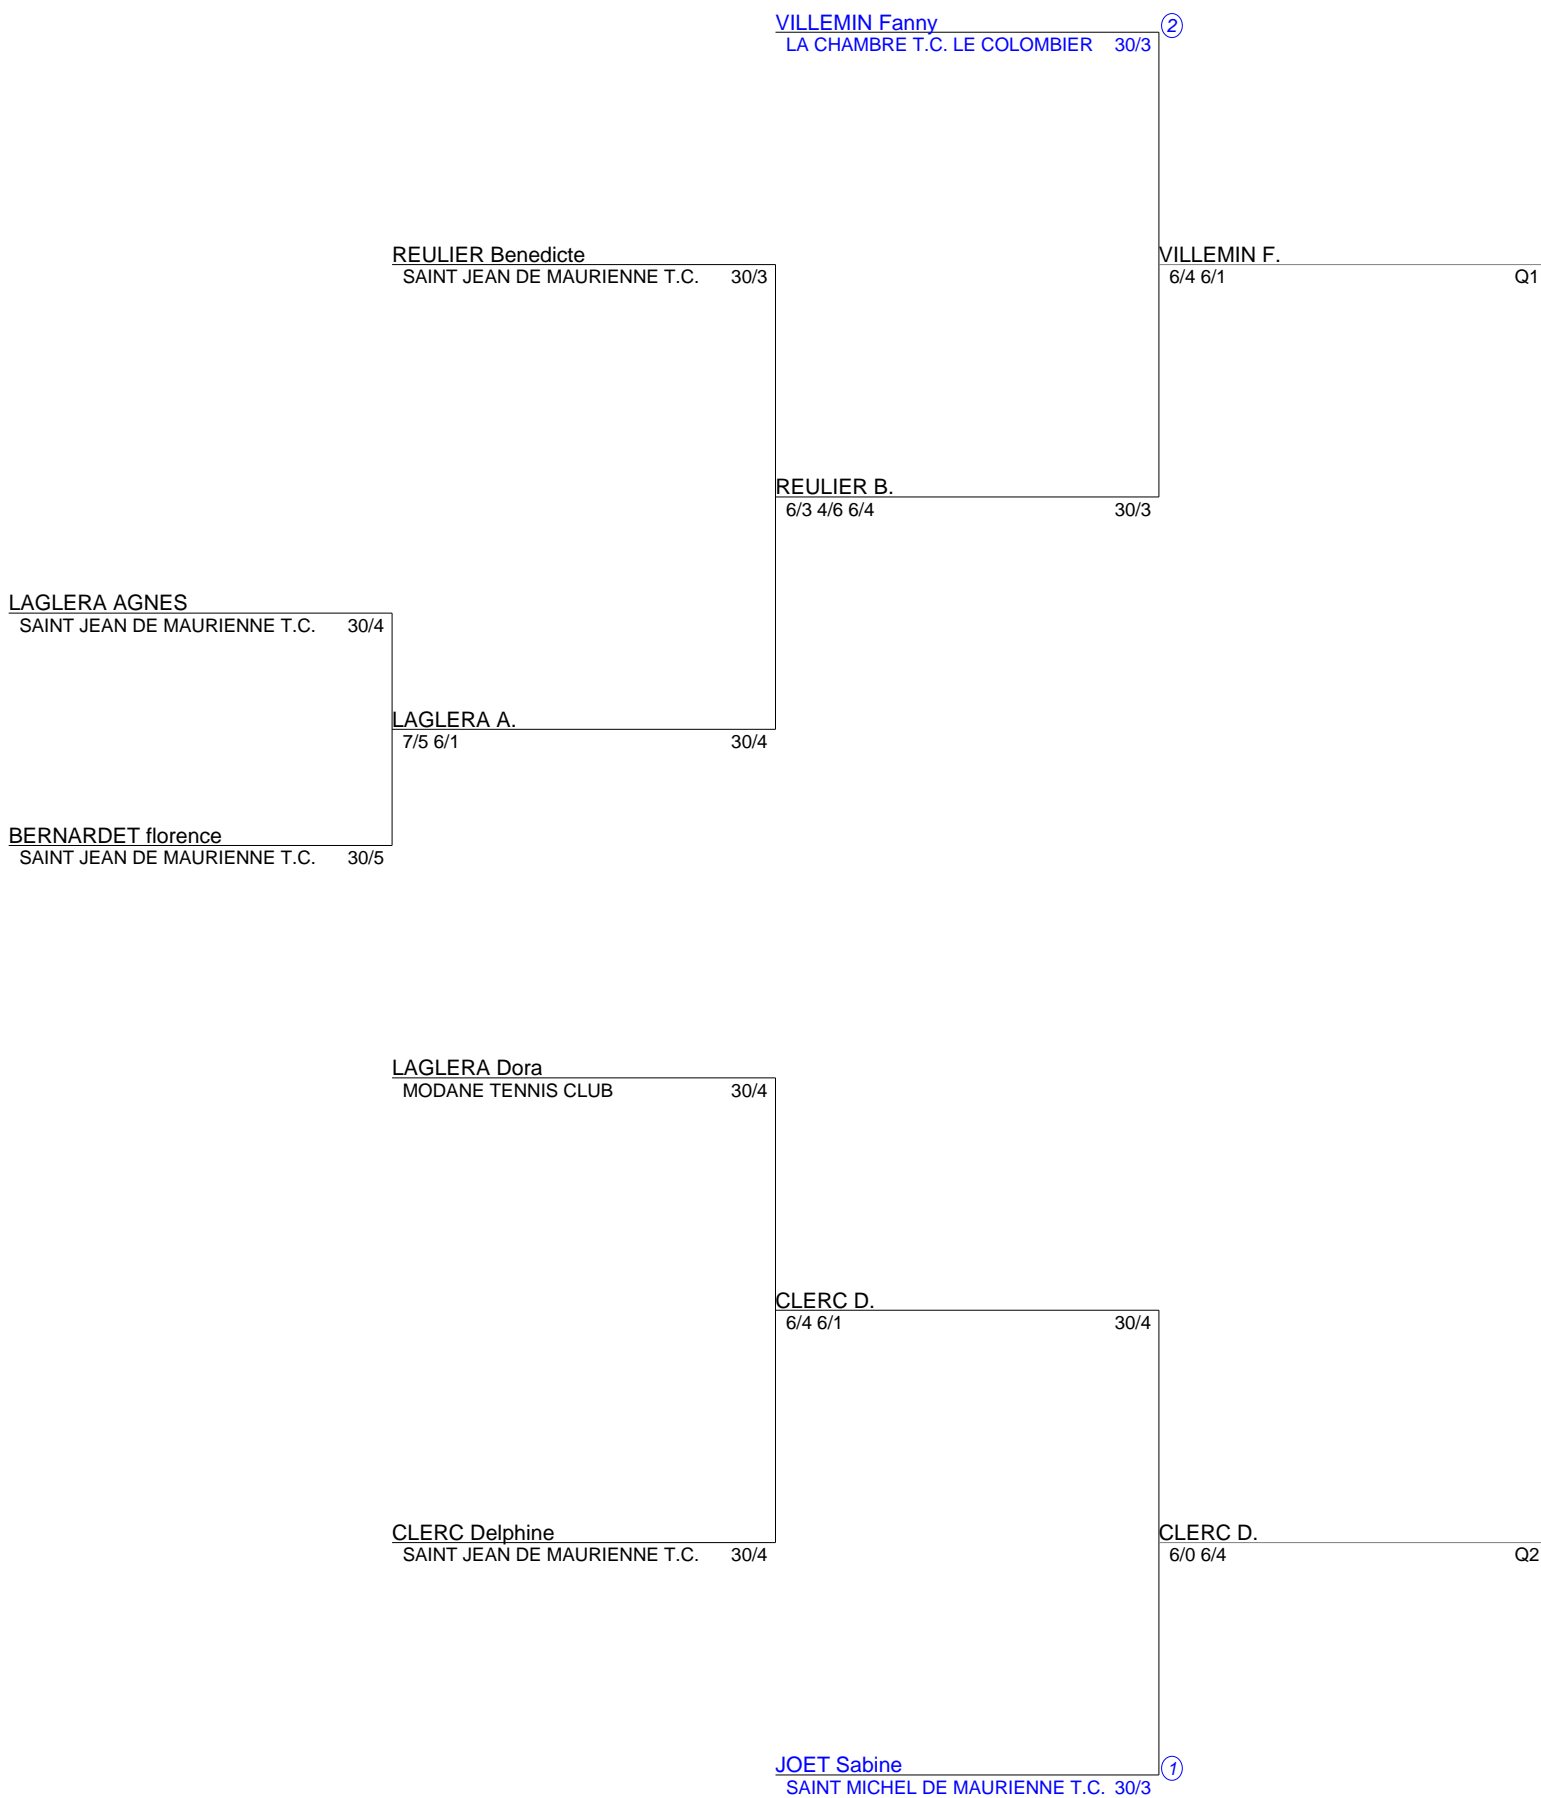 VILLEMIN Fanny 2
LA CHAMBRE T.C. LE COLOMBIER 30/3
REULIER Benedicte
SAINT JEAN DE MAURIENNE T.C. 30/3
VILLEMIN F.
6/4 6/1 Q1
REULIER B.
6/3 4/6 6/4 30/3
LAGLERA AGNES
SAINT JEAN DE MAURIENNE T.C. 30/4
LAGLERA A.
7/5 6/1 30/4
BERNARDET florence
SAINT JEAN DE MAURIENNE T.C. 30/5
LAGLERA Dora
MODANE TENNIS CLUB 30/4
CLERC D.
6/4 6/1 30/4
CLERC Delphine
SAINT JEAN DE MAURIENNE T.C. 30/4
CLERC D.
6/0 6/4 Q2
JOET Sabine 1
SAINT MICHEL DE MAURIENNE T.C. 30/3